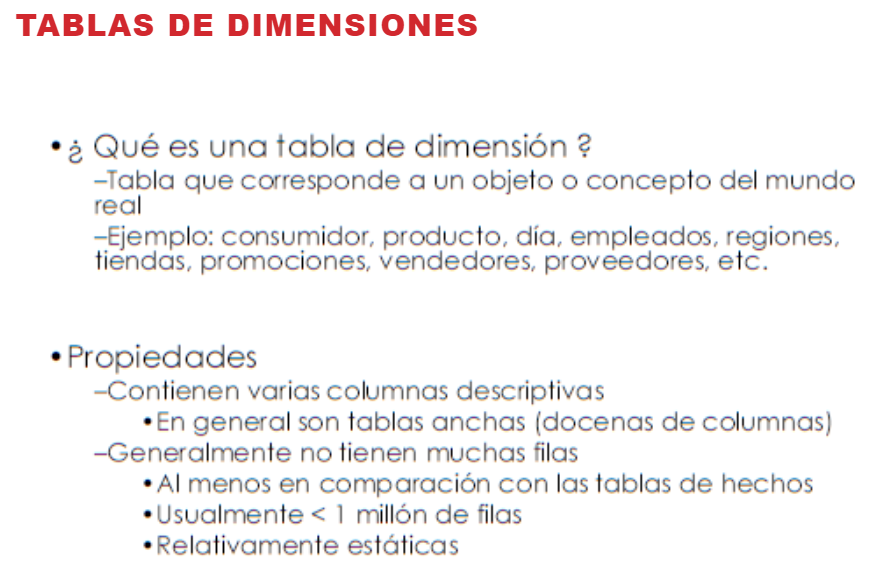 TABLAS DE DIMENSIONES
•¿ Qué es una tabla de dimensión ?
–Tabla que corresponde a un objeto o concepto del mundo
real
–Ejemplo: consumidor, producto, día, empleados, regiones,
tiendas, promociones, vendedores, proveedores, etc.
•Propiedades
–Contienen varias columnas descriptivas
•En general son tablas anchas (docenas de columnas)
–Generalmente no tienen muchas filas
•Al menos en comparación con las tablas de hechos
•Usualmente < 1 millón de filas
•Relativamente estáticas